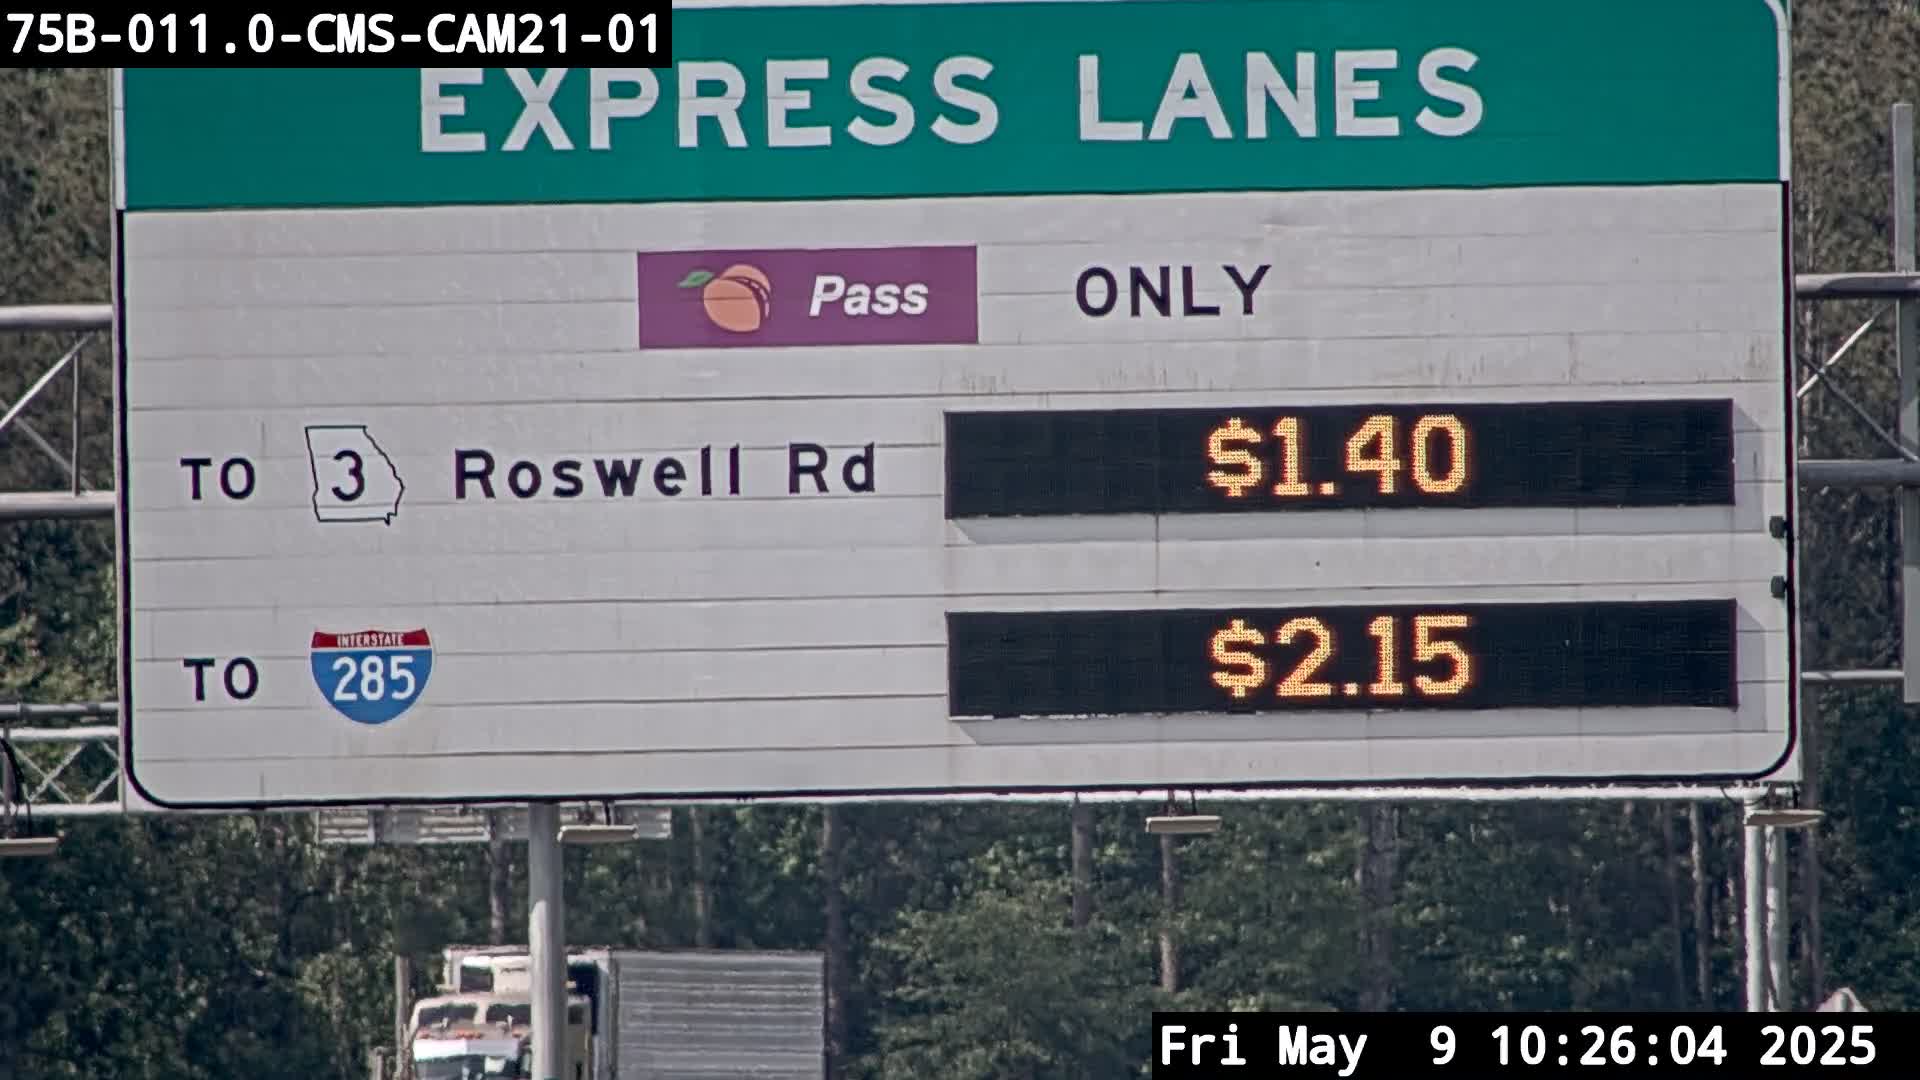 75B-011.0-CMS-CAM21-01
EXPRESS LANES
Pass ONLY
TO 3 Roswell Rd $1.40
INTERSTATE
TO 285 $2.15
Fri May 9 10:26:04 2025